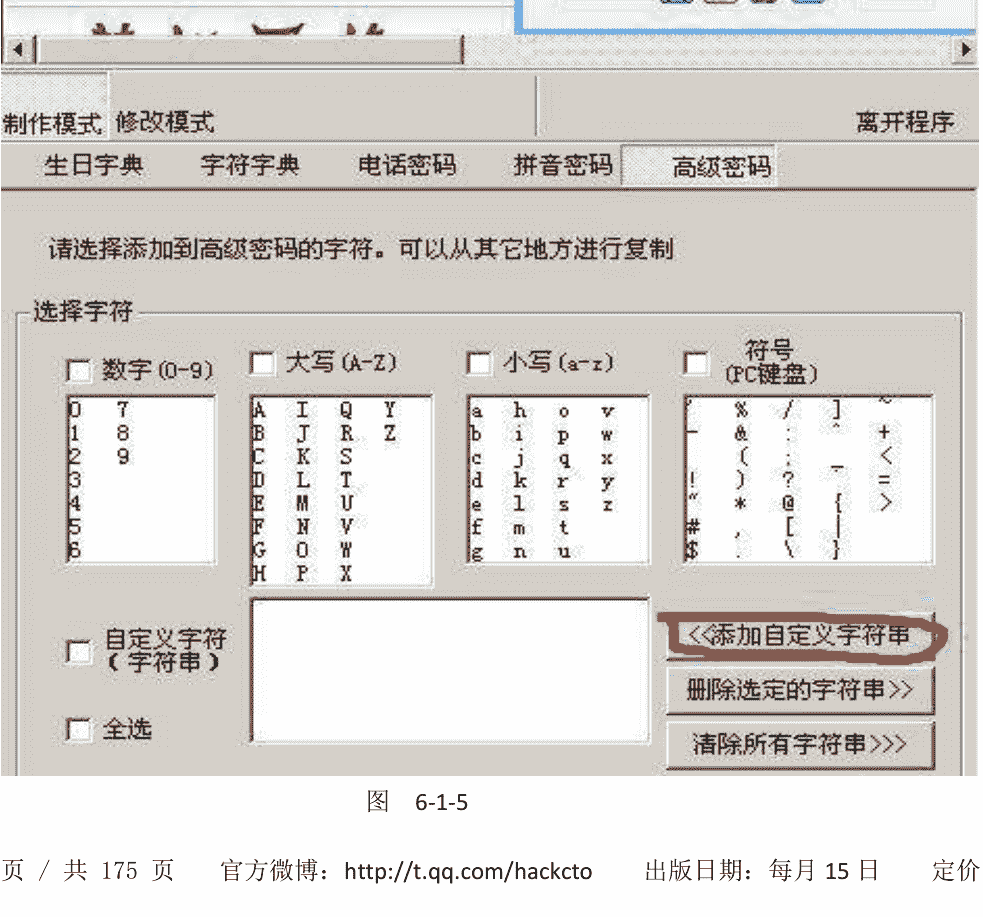 制作模式 修改模式 离开程序
生日字典 字符字典 电话密码 拼音密码 高级密码
请选择添加到高级密码的字符。可以从其它地方进行复制
选择字符
数字(0-9) 大写(A-Z) 小写(a-z) 符号
(PC键盘)
0 7 A I Q Y a h o v ' % / ] ~
1 8 B J R Z b i p w - & : ^ +
2 9 C K S c j q x ( ; _ <
3 D L T d k r y ! ) ? =
4 E M U e l s z " * @ { >
5 F N V f m t # , [ |
6 G O W g n u $ . \ }
H P X
自定义字符
(字符串)
<<添加自定义字符串
删除选定的字符串>>
全选
清除所有字符串>>>
图 6-1-5
页 / 共 175 页 官方微博：http://t.qq.com/hackcto 出版日期：每月 15 日 定价